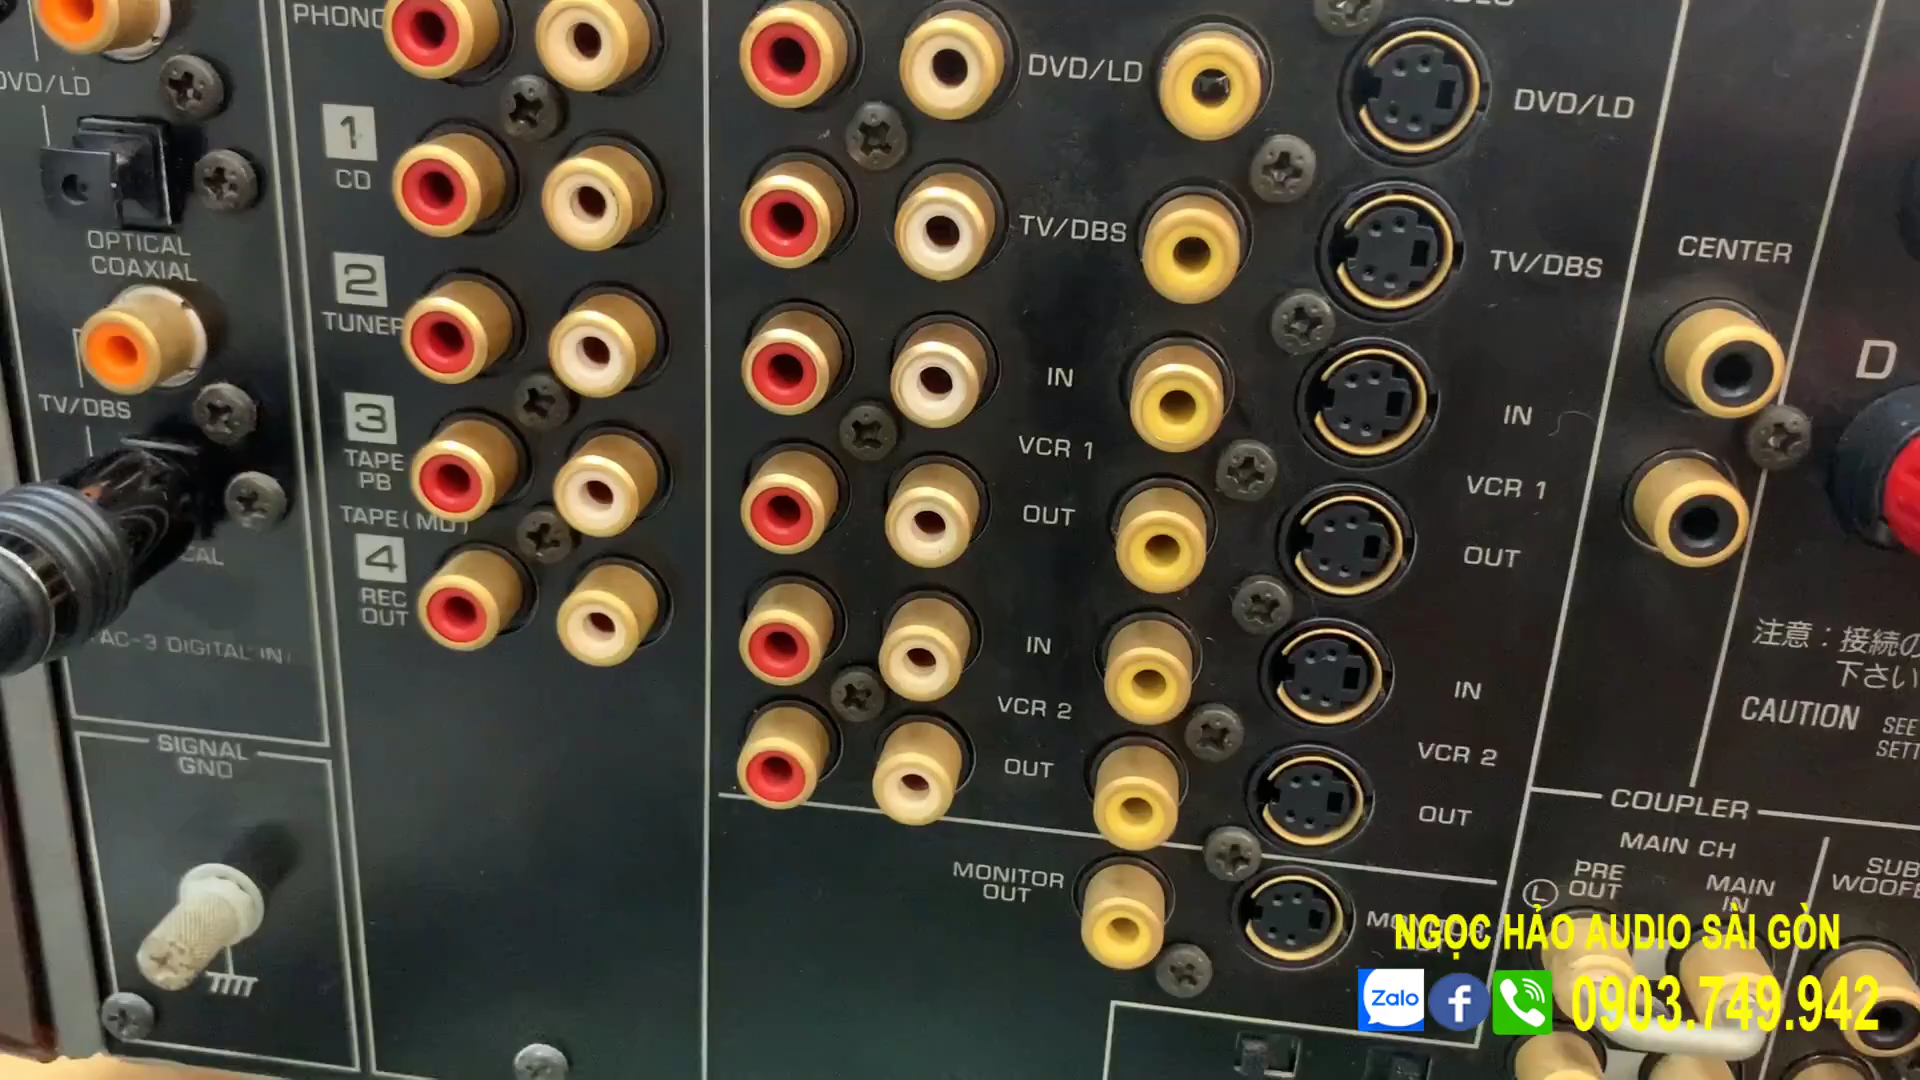 PHONO
DVD/LD
OPTICAL
COAXIAL
TV/DBS
AC-3 DIGITAL IN
SIGNAL
GND
1
CD
2
TUNER
3
TAPE
PB
TAPE(MD)
4
REC
OUT
DVD/LD
TV/DBS
IN
VCR 1
OUT
IN
VCR 2
OUT
MONITOR
OUT
DVD/LD
TV/DBS
IN
VCR 1
OUT
IN
VCR 2
OUT
CENTER
D
注意：接続の
下さい
CAUTION
SEE
COUPLER
MAIN CH
L
PRE
OUT
MAIN
IN
SUB
NGỌC HẢO AUDIO SÀI GÒN
Zalo
f
0903.749.942